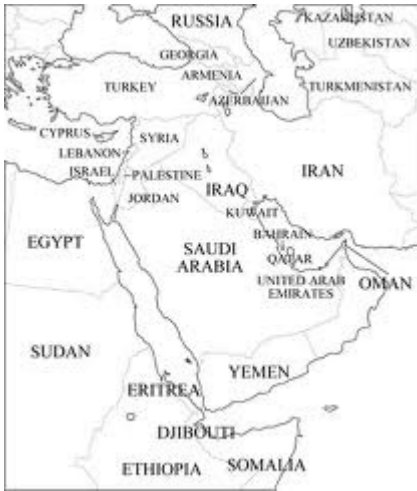 RUSSIA
KAZAKHSTAN
UZBEKISTAN
GEORGIA
ARMENIA
TURKEY
TURKMENISTAN
AZERBAIJAN
CYPRUS
SYRIA
LEBANON
ISRAEL
PALESTINE
IRAN
IRAQ
JORDAN
KUWAIT
BAHRAIN
EGYPT
SAUDI
ARABIA
QATAR
UNITED ARAB
EMIRATES
OMAN
SUDAN
YEMEN
ERITREA
DJIBOUTI
ETHIOPIA
SOMALIA